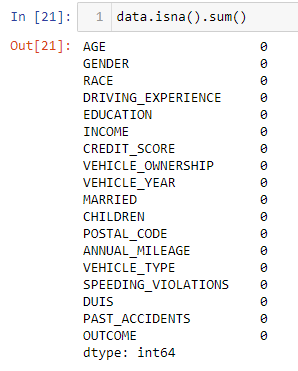 In [21]: 1 data.isna().sum()
Out[21]: AGE 0
GENDER 0
RACE 0
DRIVING_EXPERIENCE 0
EDUCATION 0
INCOME 0
CREDIT_SCORE 0
VEHICLE_OWNERSHIP 0
VEHICLE_YEAR 0
MARRIED 0
CHILDREN 0
POSTAL_CODE 0
ANNUAL_MILEAGE 0
VEHICLE_TYPE 0
SPEEDING_VIOLATIONS 0
DUIS 0
PAST_ACCIDENTS 0
OUTCOME 0
dtype: int64